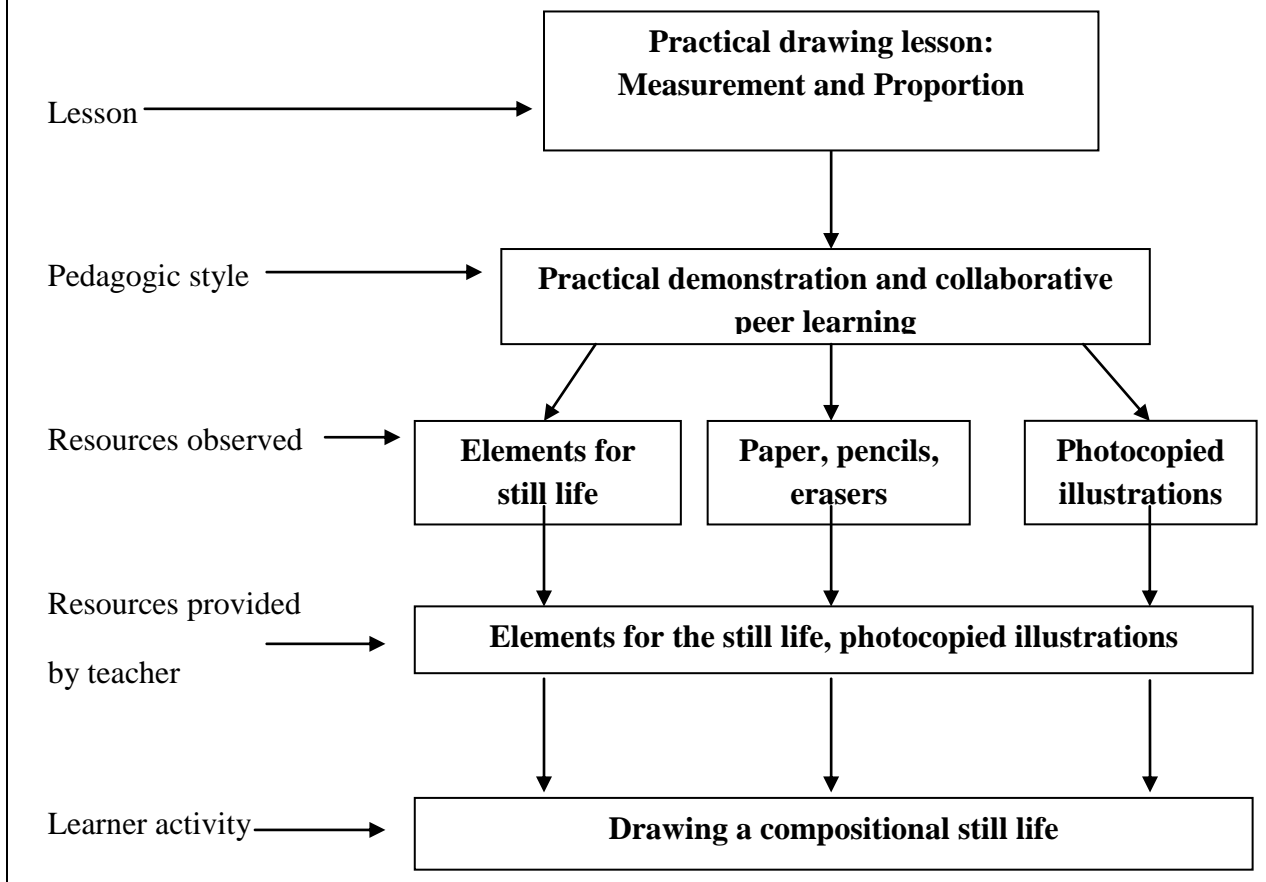 Practical drawing lesson:
Measurement and Proportion
Lesson
Pedagogic style
Practical demonstration and collaborative
peer learning
Resources observed
Elements for
still life
Paper, pencils,
erasers
Photocopied
illustrations
Resources provided
by teacher
Elements for the still life, photocopied illustrations
Learner activity
Drawing a compositional still life